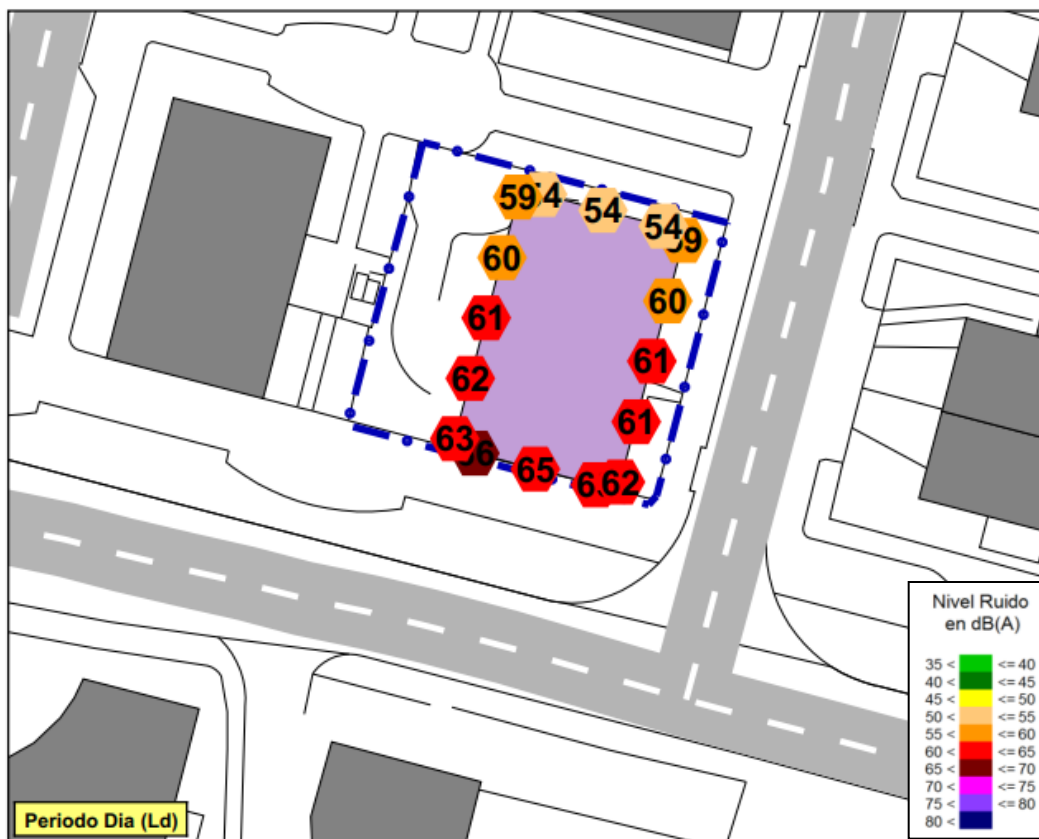 59
54
54
54
59
60
60
61
61
62
61
63
66
65
62
Nivel Ruido
en dB(A)
35 < <= 40
40 < <= 45
45 < <= 50
50 < <= 55
55 < <= 60
60 < <= 65
65 < <= 70
70 < <= 75
75 < <= 80
80 <
Periodo Dia (Ld)